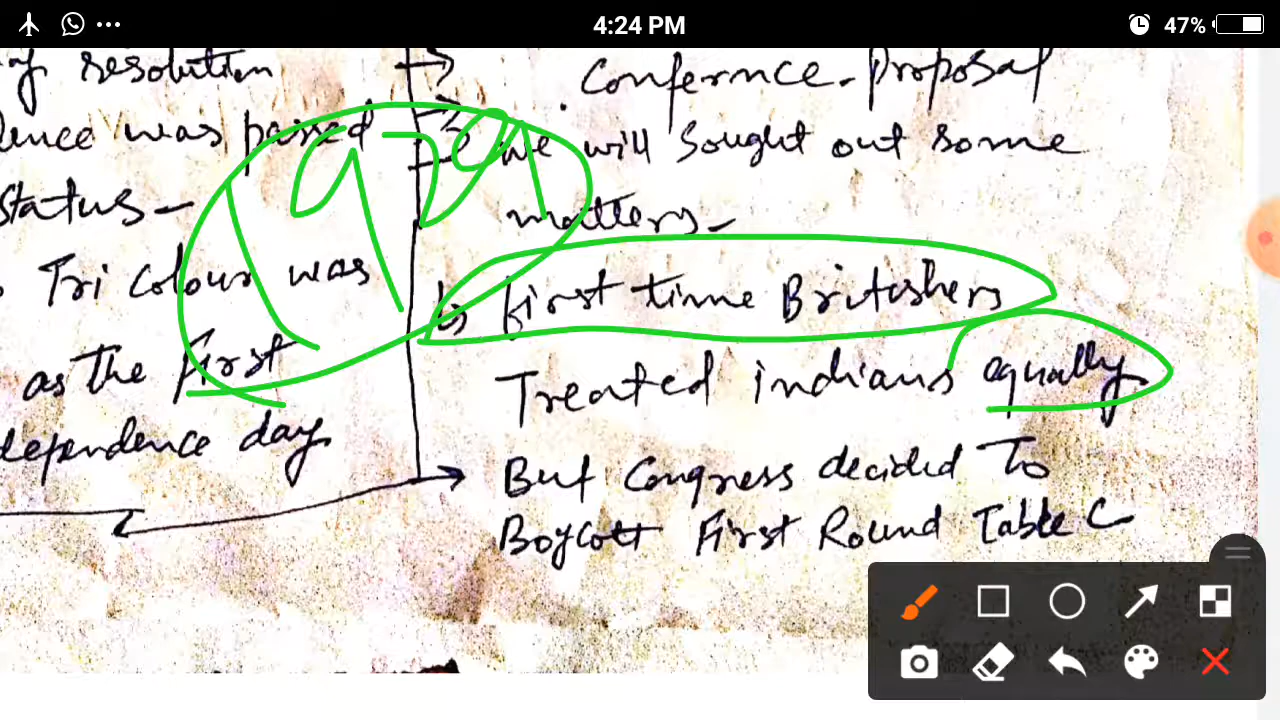 4:24 PM
47%
of resolution
dence was passed
status -
Tri colour was
as the first
dependence day
1929
Confernce - proposal
we will sought out some
matters -
first time Britishers
Treated indians equally
But Congress decided To
Boycott First Round Table C